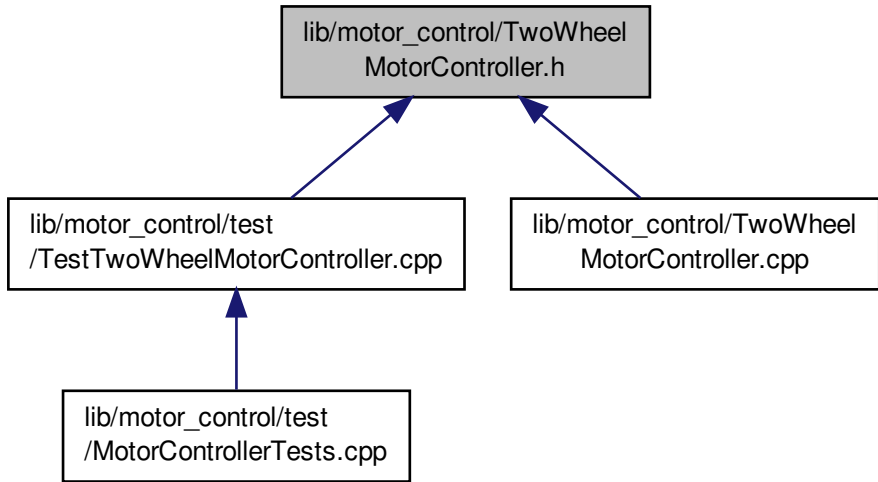 lib/motor_control/TwoWheel
MotorController.h
lib/motor_control/test
/TestTwoWheelMotorController.cpp
lib/motor_control/TwoWheel
MotorController.cpp
lib/motor_control/test
/MotorControllerTests.cpp